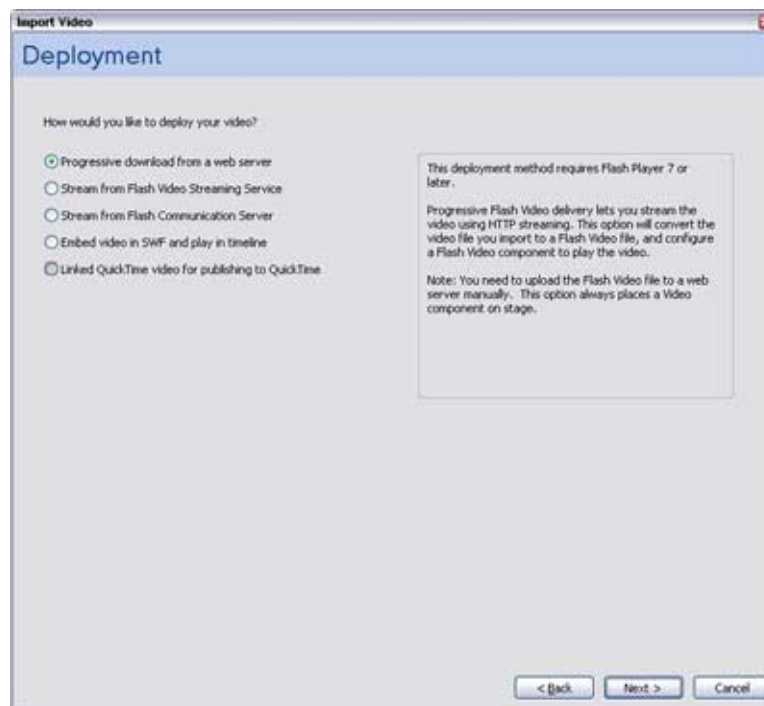 Import Video
Deployment
How would you like to deploy your video?
Progressive download from a web server
Stream from Flash Video Streaming Service
Stream from Flash Communication Server
Embed video in SWF and play in timeline
Linked QuickTime video for publishing to QuickTime
This deployment method requires Flash Player 7 or
later.
Progressive Flash Video delivery lets you stream the
video using HTTP streaming. This option will convert the
video file you import to a Flash Video file, and configure
a Flash Video component to play the video.
Note: You need to upload the Flash Video file to a web
server manually. This option always places a Video
component on stage.
< Back
Next >
Cancel